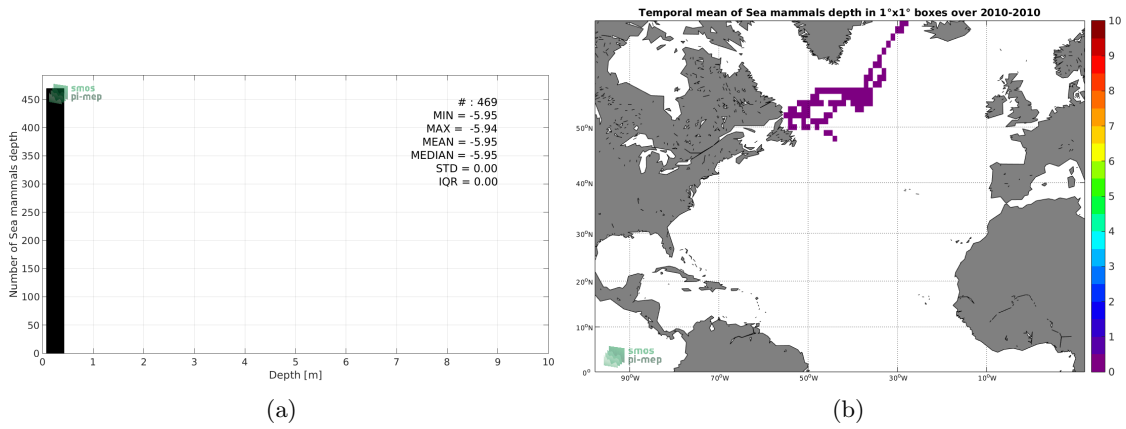 smos
pi-mep
# : 469
MIN = -5.95
MAX = -5.94
MEAN = -5.95
MEDIAN = -5.95
STD = 0.00
IQR = 0.00
Number of Sea mammals depth
450
400
350
300
250
200
150
100
50
0
0 1 2 3 4 5 6 7 8 9 10
Depth [m]
(a)
Temporal mean of Sea mammals depth in 1°x1° boxes over 2010-2010
50°N
40°N
30°N
20°N
10°N
0°
90°W 70°W 50°W 30°W 10°W
smos
pi-mep
10
9
8
7
6
5
4
3
2
1
0
(b)